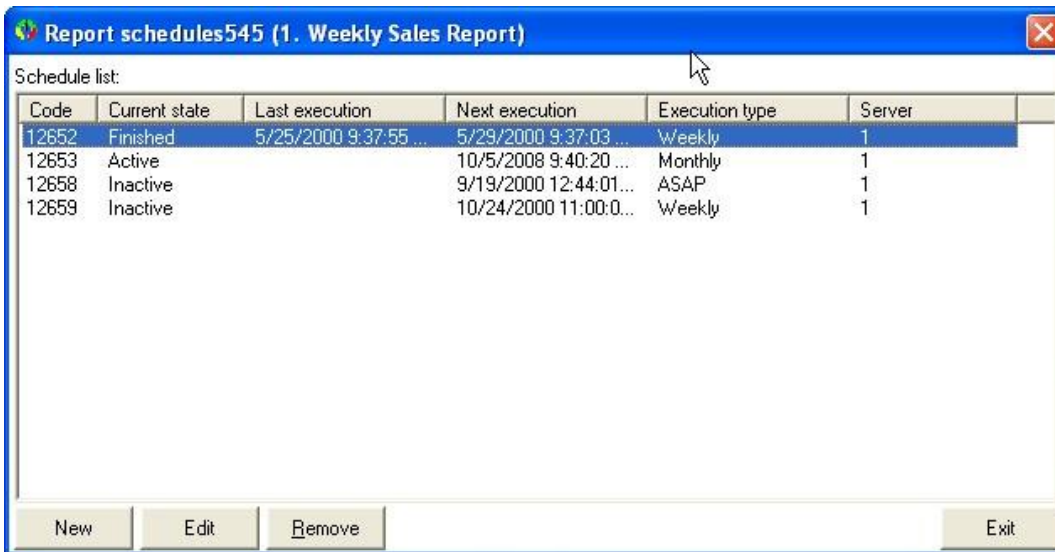 Report schedules545 (1. Weekly Sales Report)
Schedule list:
Code Current state Last execution Next execution Execution type Server
12652 Finished 5/25/2000 9:37:55 ... 5/29/2000 9:37:03 ... Weekly 1
12653 Active 10/5/2008 9:40:20 ... Monthly 1
12658 Inactive 9/19/2000 12:44:01... ASAP 1
12659 Inactive 10/24/2000 11:00:0... Weekly 1
New Edit Remove Exit